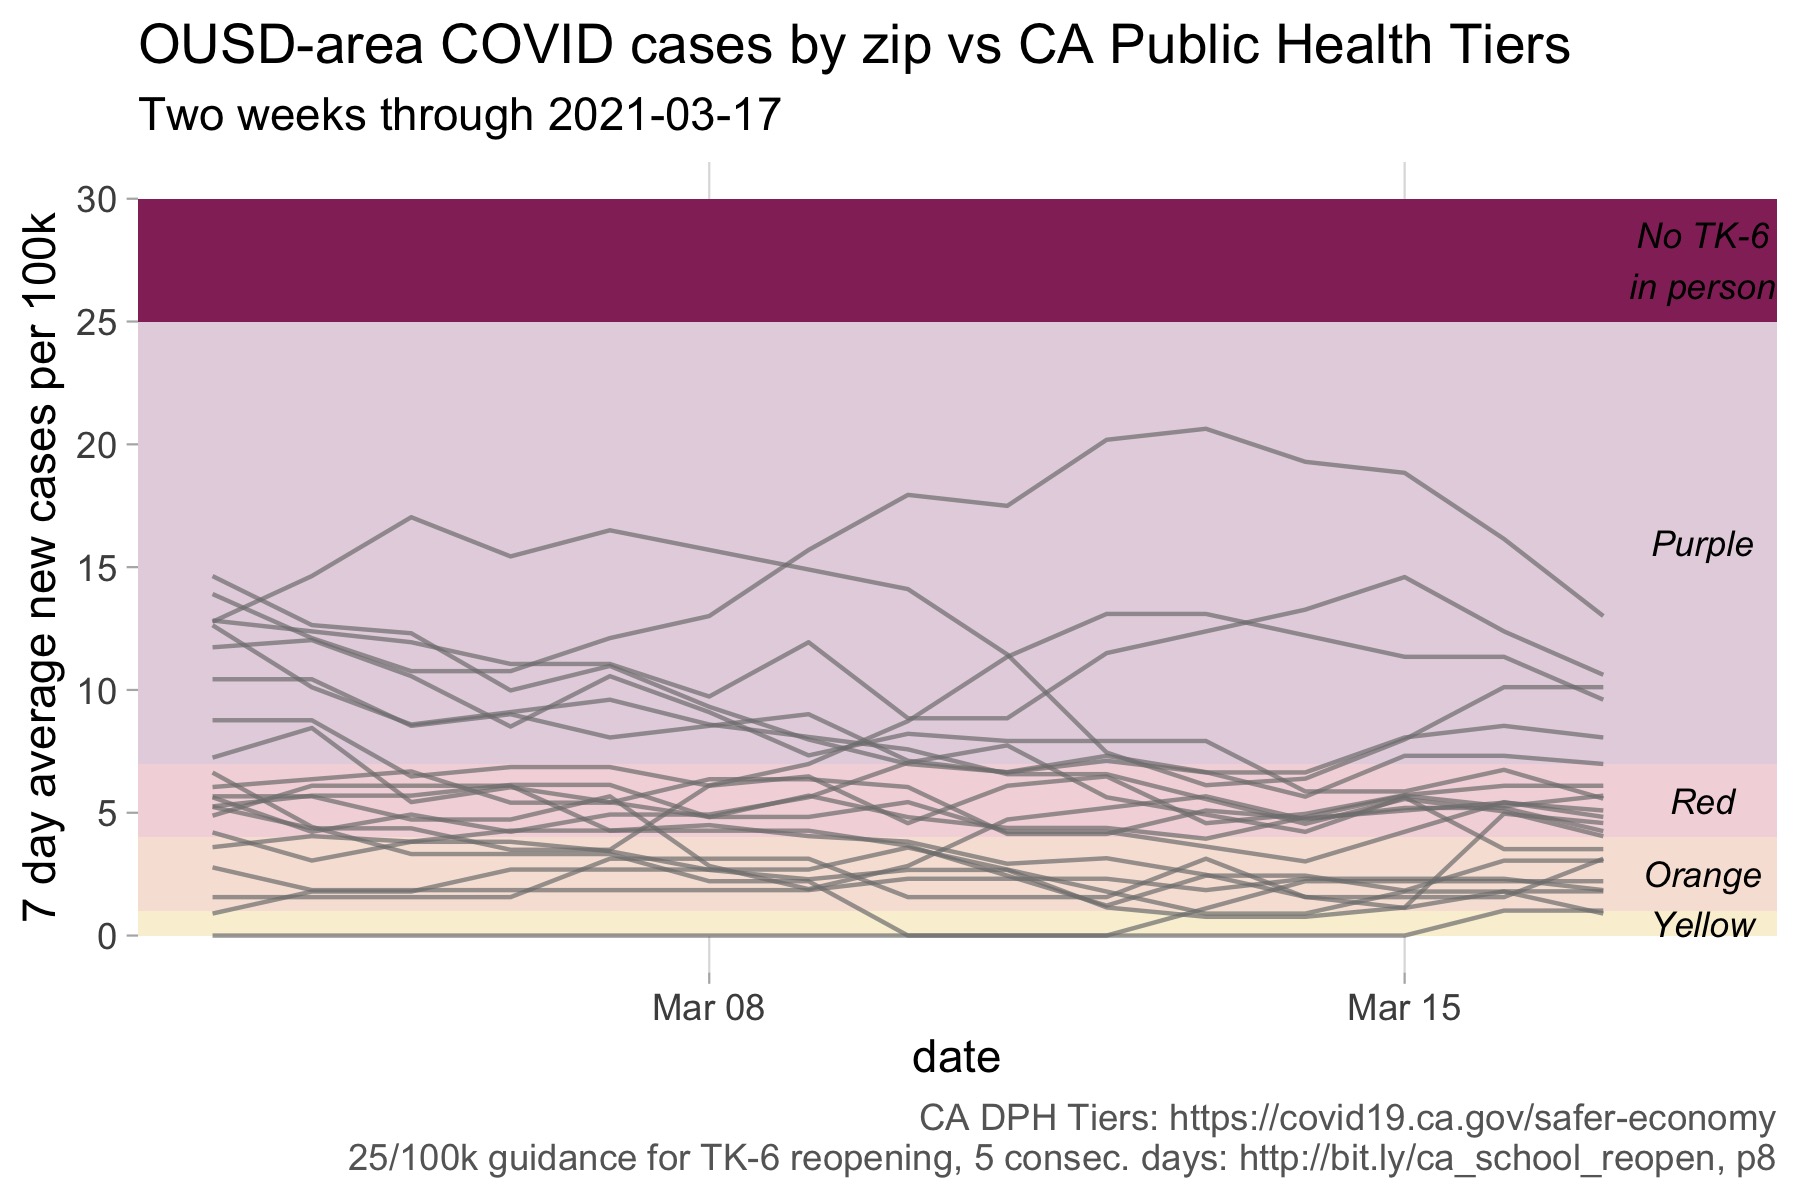 OUSD-area COVID cases by zip vs CA Public Health Tiers
Two weeks through 2021-03-17
7 day average new cases per 100k
30
25
20
15
10
5
0
No TK-6
in person
Purple
Red
Orange
Yellow
Mar 08
Mar 15
date
CA DPH Tiers: https://covid19.ca.gov/safer-economy
25/100k guidance for TK-6 reopening, 5 consec. days: http://bit.ly/ca_school_reopen, p8